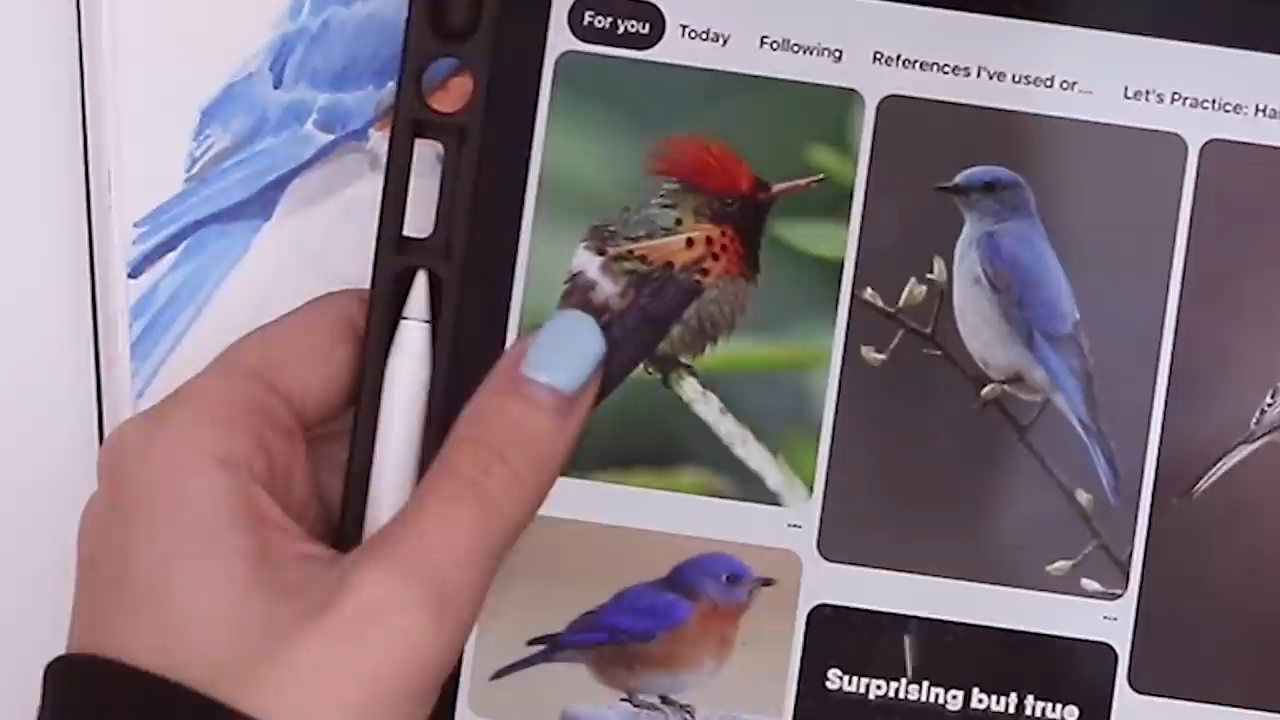 For you
Today
Following
References I've used or...
Let's Practice: Ha
Surprising but true